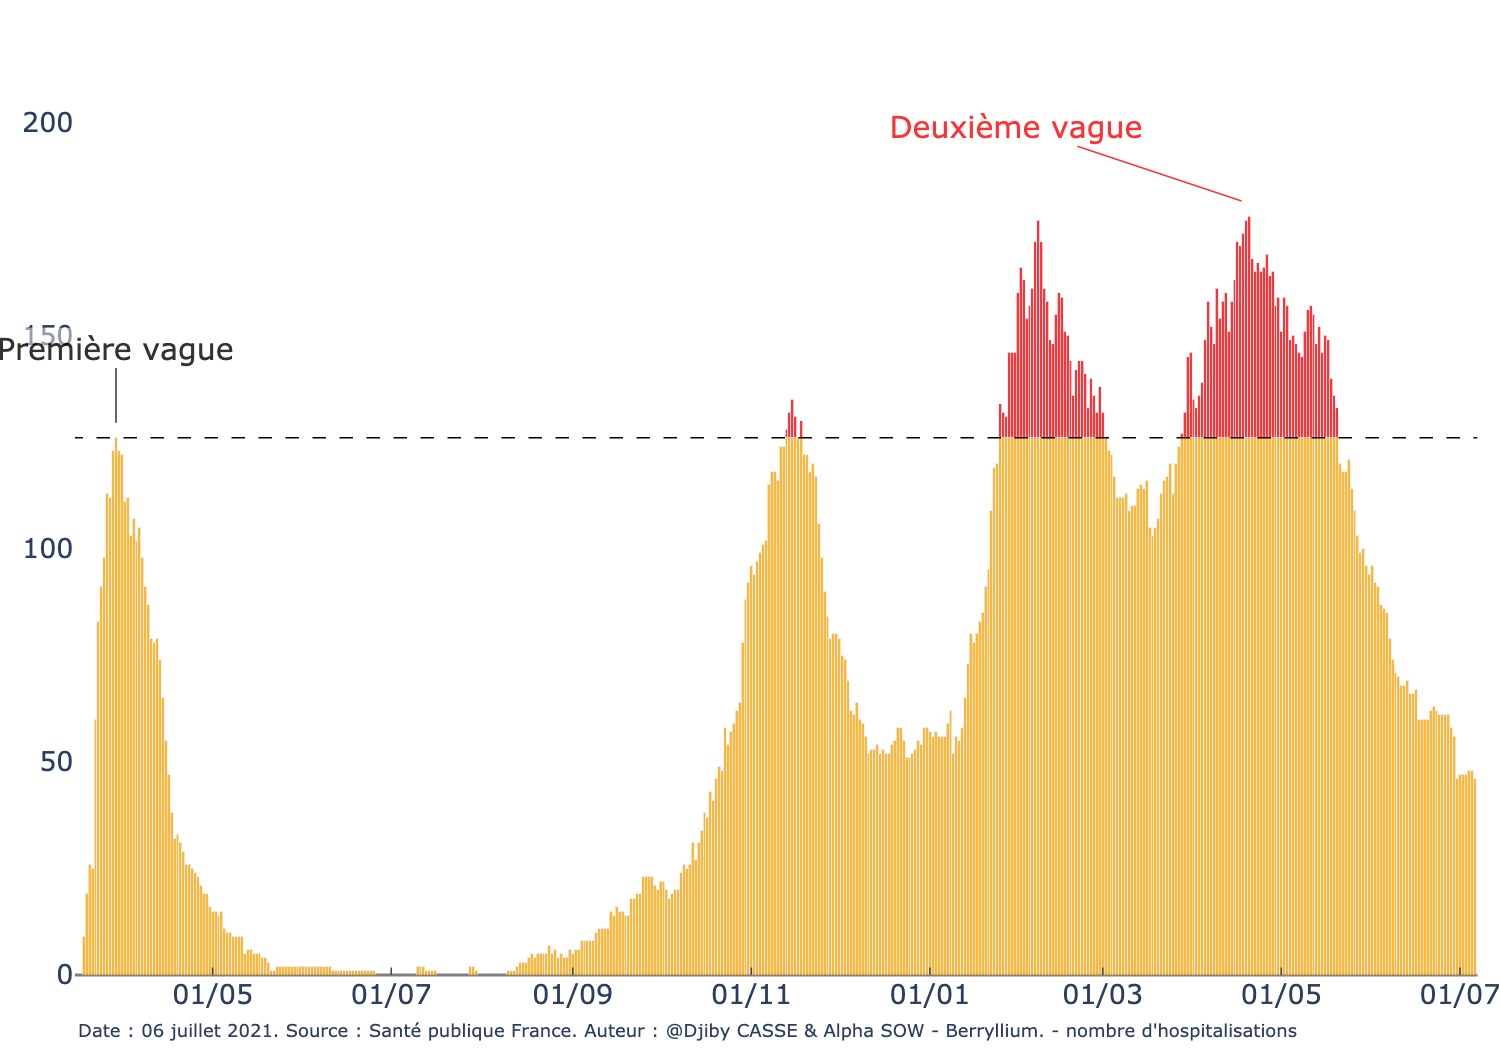 200
Deuxième vague
150
Première vague
100
50
0
01/05 01/07 01/09 01/11 01/01 01/03 01/05 01/07
Date : 06 juillet 2021. Source : Santé publique France. Auteur : @Djiby CASSE & Alpha SOW - Berryllium. - nombre d'hospitalisations